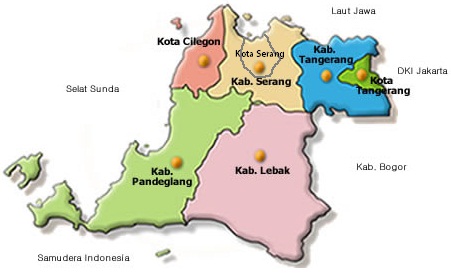 Laut Jawa
Kota Cilegon
Kota Serang
Kab.
Tangerang
Kab. Serang
Kota
Tangerang
DKI Jakarta
Selat Sunda
Kab.
Pandeglang
Kab. Lebak
Kab. Bogor
Samudera Indonesia